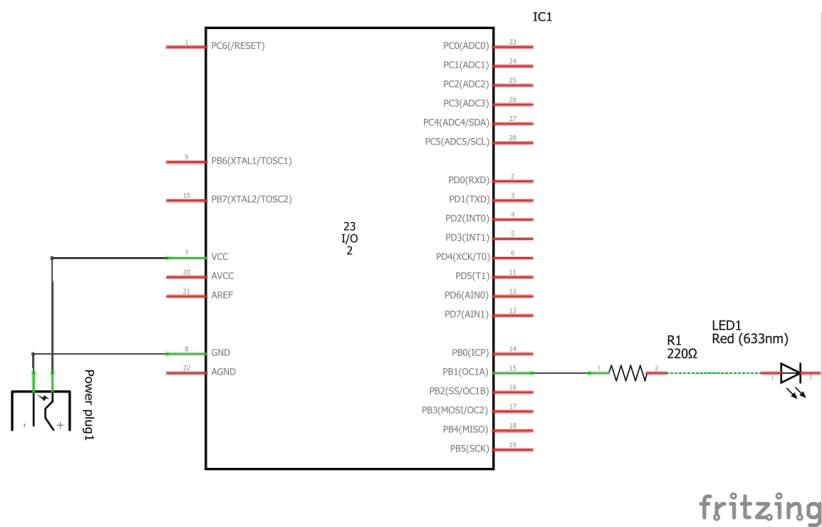 IC1
1
PC6(/RESET)
9
PB6(XTAL1/TOSC1)
10
PB7(XTAL2/TOSC2)
7
VCC
20
AVCC
21
AREF
8
GND
22
AGND
23
I/O
2
PC0(ADC0)
23
PC1(ADC1)
24
PC2(ADC2)
25
PC3(ADC3)
26
PC4(ADC4/SDA)
27
PC5(ADC5/SCL)
28
PD0(RXD)
2
PD1(TXD)
3
PD2(INT0)
4
PD3(INT1)
5
PD4(XCK/T0)
6
PD5(T1)
11
PD6(AIN0)
12
PD7(AIN1)
13
PB0(ICP)
14
PB1(OC1A)
15
PB2(SS/OC1B)
16
PB3(MOSI/OC2)
17
PB4(MISO)
18
PB5(SCK)
19
R1
220Ω
1
2
LED1
Red (633nm)
Power plug1
-
+
fritzing